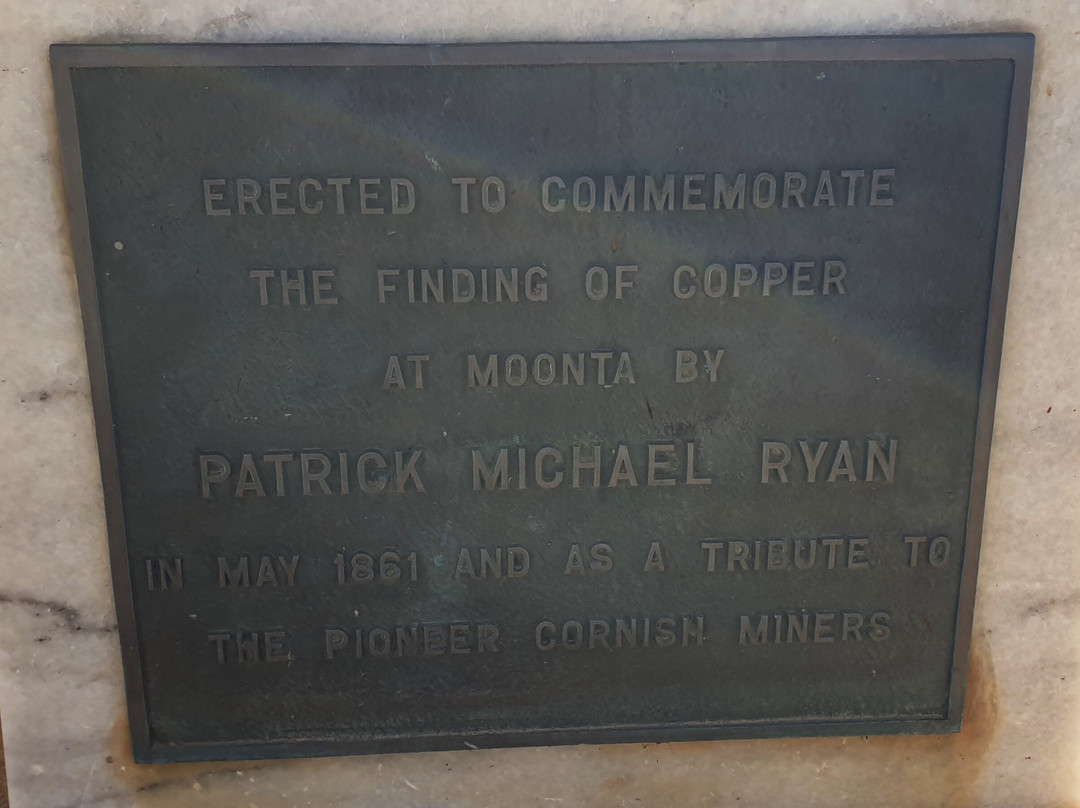 ERECTED TO COMMEMORATE
THE FINDING OF COPPER
AT MOONTA BY
PATRICK MICHAEL RYAN
IN MAY 1861 AND AS A TRIBUTE TO
THE PIONEER CORNISH MINERS